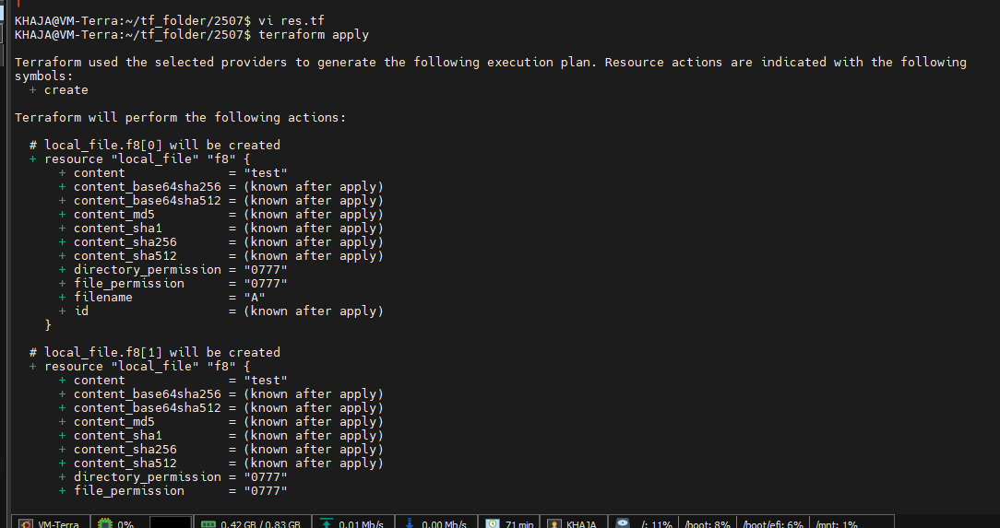 KHAJA@VM-Terra:~/tf_folder/2507$ vi res.tf
KHAJA@VM-Terra:~/tf_folder/2507$ terraform apply
Terraform used the selected providers to generate the following execution plan. Resource actions are indicated with the following
symbols:
+ create
Terraform will perform the following actions:
# local_file.f8[0] will be created
+ resource "local_file" "f8" {
+ content = "test"
+ content_base64sha256 = (known after apply)
+ content_base64sha512 = (known after apply)
+ content_md5 = (known after apply)
+ content_sha1 = (known after apply)
+ content_sha256 = (known after apply)
+ content_sha512 = (known after apply)
+ directory_permission = "0777"
+ file_permission = "0777"
+ filename = "A"
+ id = (known after apply)
}
# local_file.f8[1] will be created
+ resource "local_file" "f8" {
+ content = "test"
+ content_base64sha256 = (known after apply)
+ content_base64sha512 = (known after apply)
+ content_md5 = (known after apply)
+ content_sha1 = (known after apply)
+ content_sha256 = (known after apply)
+ content_sha512 = (known after apply)
+ directory_permission = "0777"
+ file_permission = "0777"
VM-Terra 0% 0.42 GB / 0.83 GB 0.01 Mb/s 0.00 Mb/s 71 min KHAJA /: 11% /boot: 8% /boot/efi: 6% /mnt: 1%